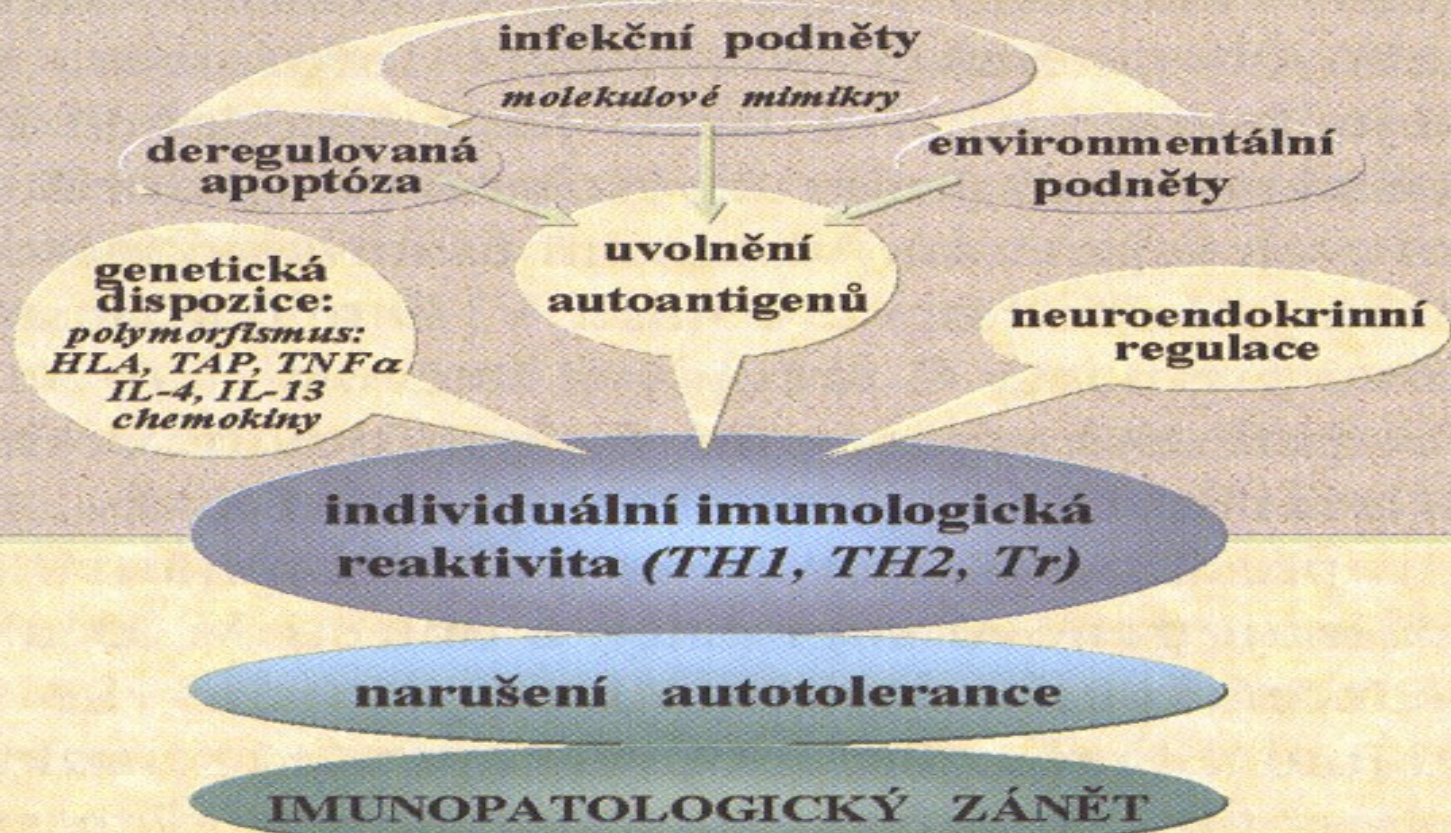 infekční podněty
molekulové mimikry
deregulovaná
apoptóza
environmentální
podněty
uvolnění
autoantigenů
genetická
dispozice:
polymorfismus:
HLA, TAP, TNFα
IL-4, IL-13
chemokiny
neuroendokrinní
regulace
individuální imunologická
reaktivita (TH1, TH2, Tr)
narušení autotolerance
IMUNOPATOLOGICKÝ ZÁNĚT